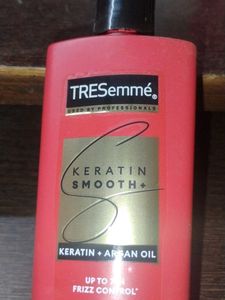 TRESemmé
USED BY PROFESSIONALS
KERATIN
SMOOTH+
KERATIN + ARGAN OIL
UP TO
FRIZZ CONTROL*